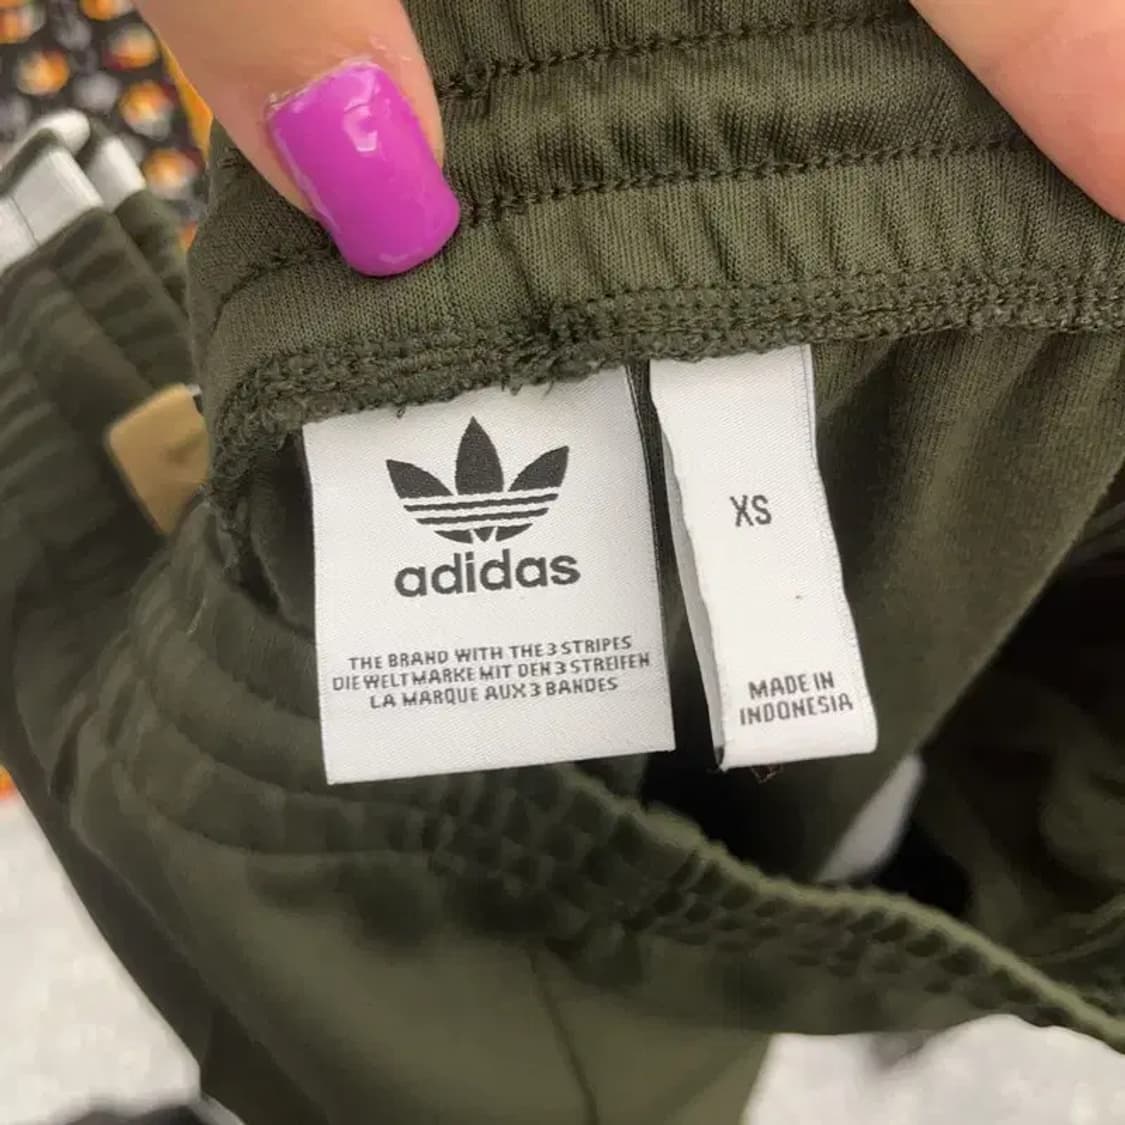 adidas
THE BRAND WITH THE 3 STRIPES
DIE WELTMARKE MIT DEN 3 STREIFEN
LA MARQUE AUX 3 BANDES
XS
MADE IN
INDONESIA